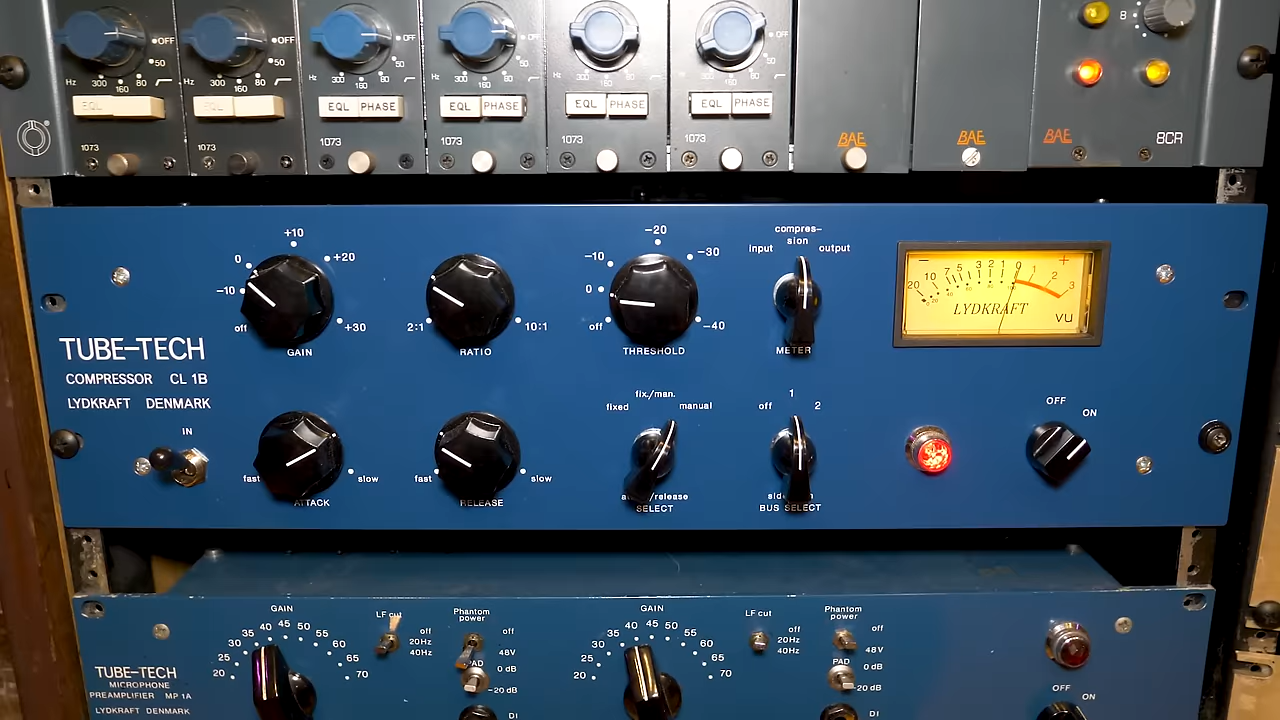 OFF OFF OFF OFF OFF 8
50 50 50 50 50
Hz 300 160 80 Hz 300 160 80 Hz 300 160 80 Hz 300 160 80 Hz 300 160 80 Hz 300 160 80
EQL EQL EQL PHASE EQL PHASE EQL PHASE EQL PHASE
1073 1073 1073 1073 1073 1073 BAE BAE BAE 8CR
+10
0 +20
-10
off +30
GAIN
2:1 10:1
RATIO
-20
-10 -30
0
off -40
THRESHOLD
compres-
sion
input output
METER
- +
20 10 7 5 3 2 1 0 1 2 3
LYDKRAFT
VU
TUBE-TECH
COMPRESSOR CL 1B
LYDKRAFT DENMARK
IN
fast slow
ATTACK
fast slow
RELEASE
fix./man.
fixed manual
/release
SELECT
1
off 2
BUS SELECT
OFF
ON
TUBE-TECH
MICROPHONE
PREAMPLIFIER MP 1A
LYDKRAFT DENMARK
GAIN
20 25 30 35 40 45 50 55 60 65 70
LF cut
off
20Hz
40Hz
Phantom
power
off
48V
PAD
0 dB
-20 dB
DI
GAIN
20 25 30 35 40 45 50 55 60 65 70
LF cut
off
20Hz
40Hz
Phantom
power
off
48V
PAD
0 dB
-20 dB
DI
OFF
ON